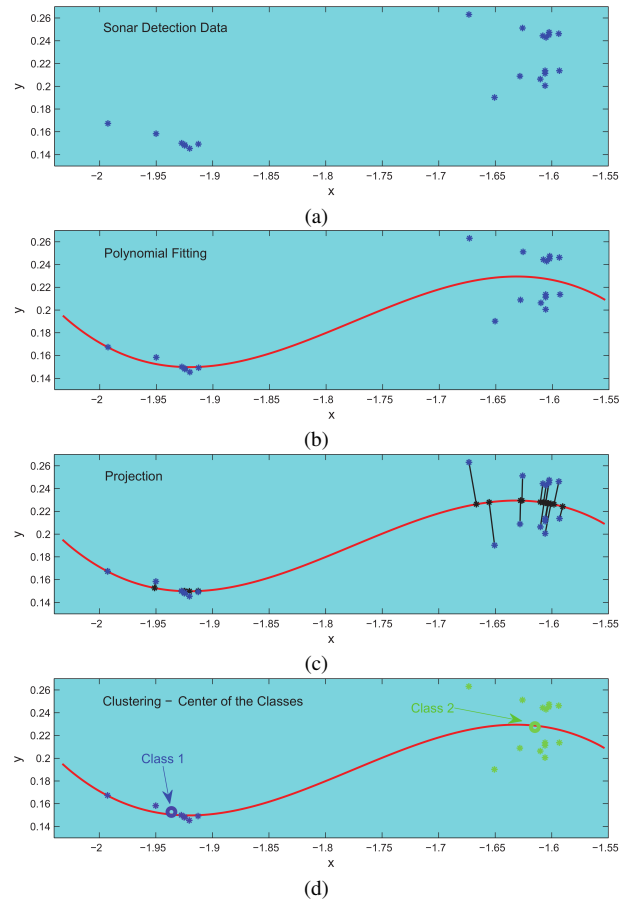 0.26
Sonar Detection Data
0.24
0.22
y
0.2
0.18
0.16
0.14
−2 −1.95 −1.9 −1.85 −1.8 −1.75 −1.7 −1.65 −1.6 −1.55
x
(a)
0.26
Polynomial Fitting
0.24
0.22
y
0.2
0.18
0.16
0.14
−2 −1.95 −1.9 −1.85 −1.8 −1.75 −1.7 −1.65 −1.6 −1.55
x
(b)
0.26
Projection
0.24
0.22
y
0.2
0.18
0.16
0.14
−2 −1.95 −1.9 −1.85 −1.8 −1.75 −1.7 −1.65 −1.6 −1.55
x
(c)
0.26
Clustering − Center of the Classes
Class 2
0.24
0.22
y
0.2
0.18
Class 1
0.16
0.14
−2 −1.95 −1.9 −1.85 −1.8 −1.75 −1.7 −1.65 −1.6 −1.55
x
(d)